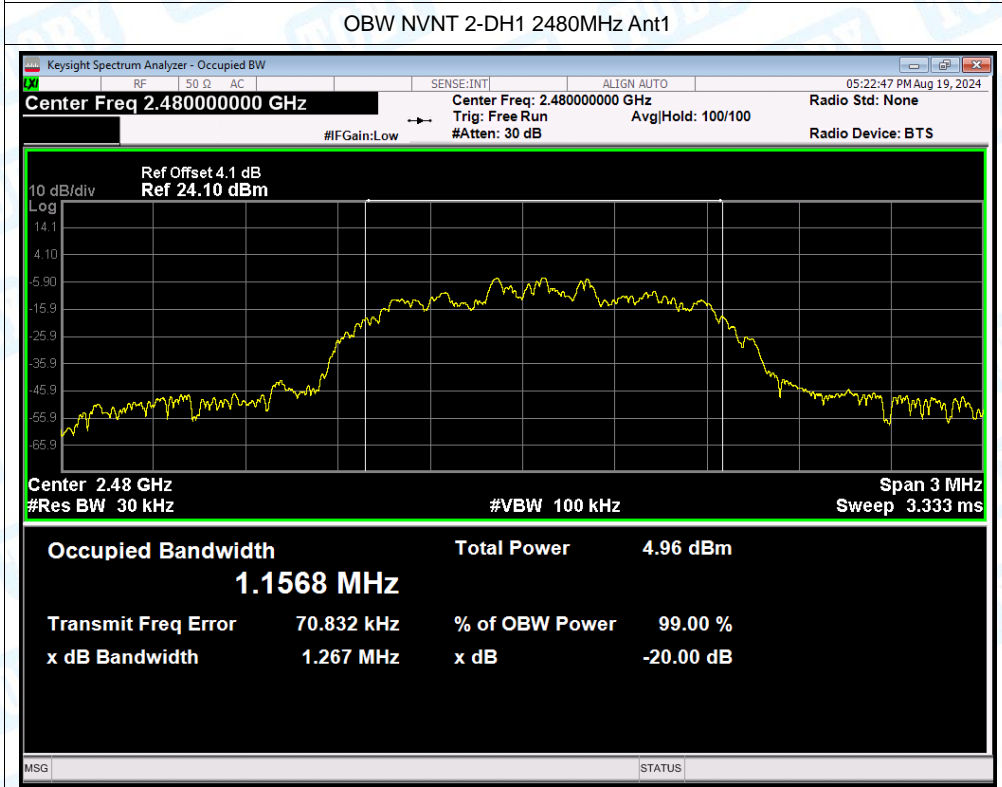 OBW NVNT 2-DH1 2480MHz Ant1
Keysight Spectrum Analyzer - Occupied BW
LXI RF 50 Ω AC SENSE:INT ALIGN AUTO 05:22:47 PM Aug 19, 2024
Center Freq 2.480000000 GHz Center Freq: 2.480000000 GHz Radio Std: None
Trig: Free Run Avg|Hold: 100/100
#IFGain:Low #Atten: 30 dB Radio Device: BTS
Ref Offset 4.1 dB
10 dB/div Ref 24.10 dBm
Log
14.1
4.10
-5.90
-15.9
-25.9
-35.9
-45.9
-55.9
-65.9
Center 2.48 GHz Span 3 MHz
#Res BW 30 kHz #VBW 100 kHz Sweep 3.333 ms
Occupied Bandwidth Total Power 4.96 dBm
1.1568 MHz
Transmit Freq Error 70.832 kHz % of OBW Power 99.00 %
x dB Bandwidth 1.267 MHz x dB -20.00 dB
MSG STATUS